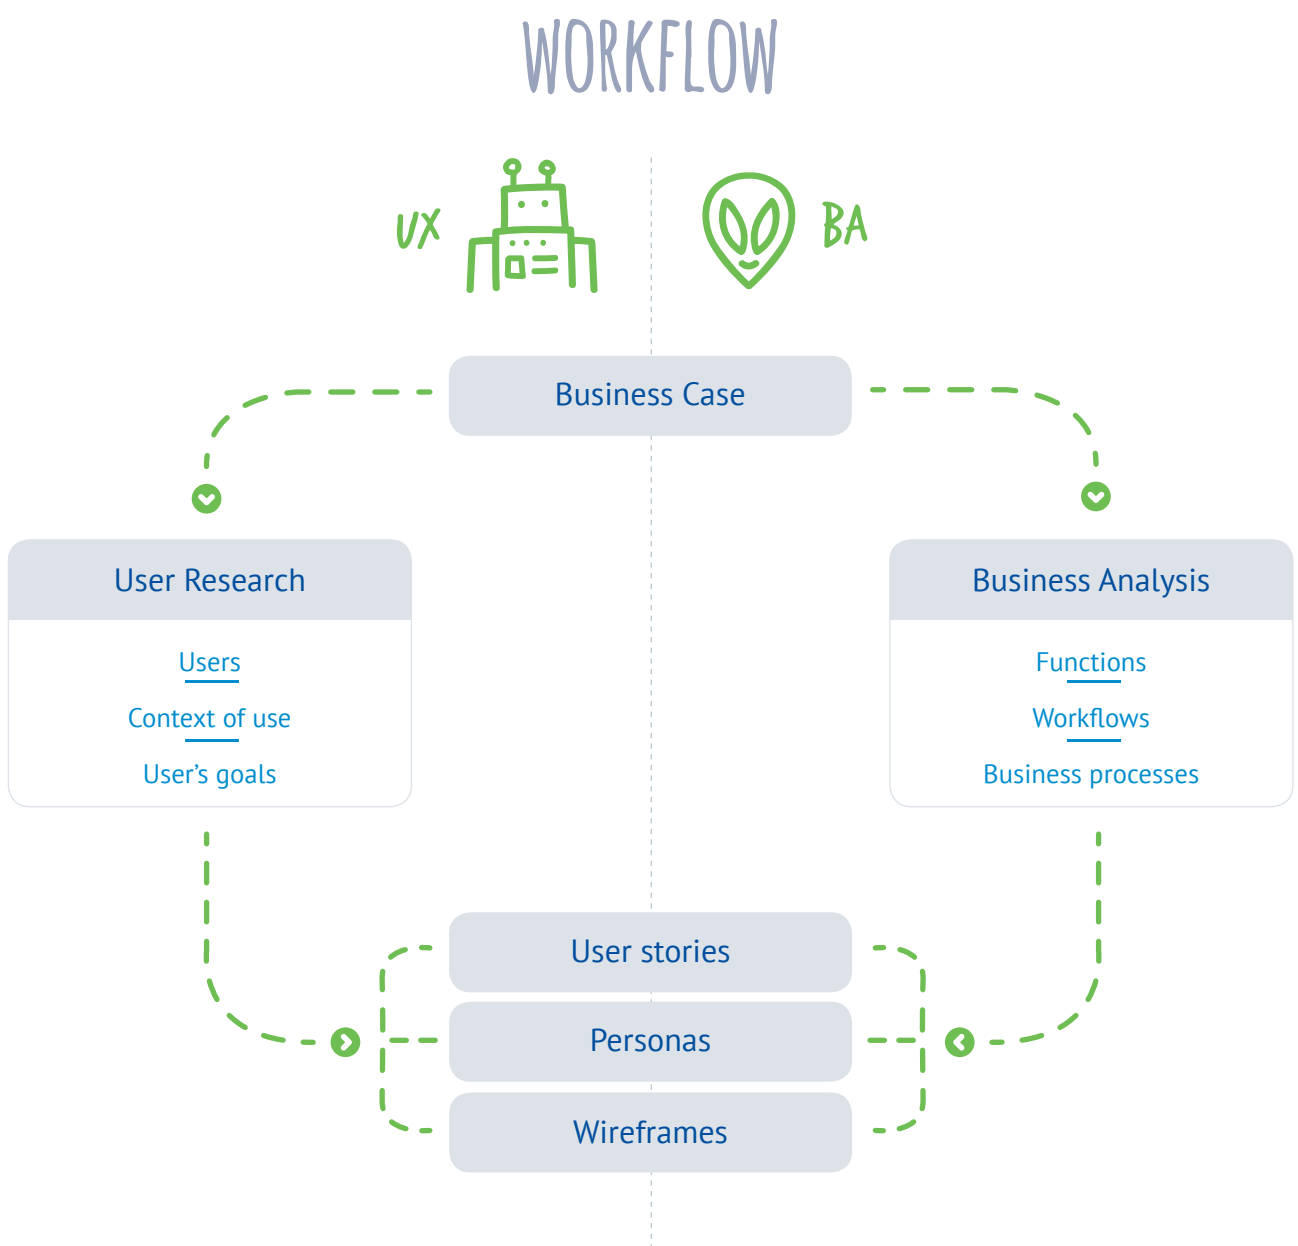 WORKFLOW
UX
BA
Business Case
User Research
Users
Context of use
User’s goals
Business Analysis
Functions
Workflows
Business processes
User stories
Personas
Wireframes